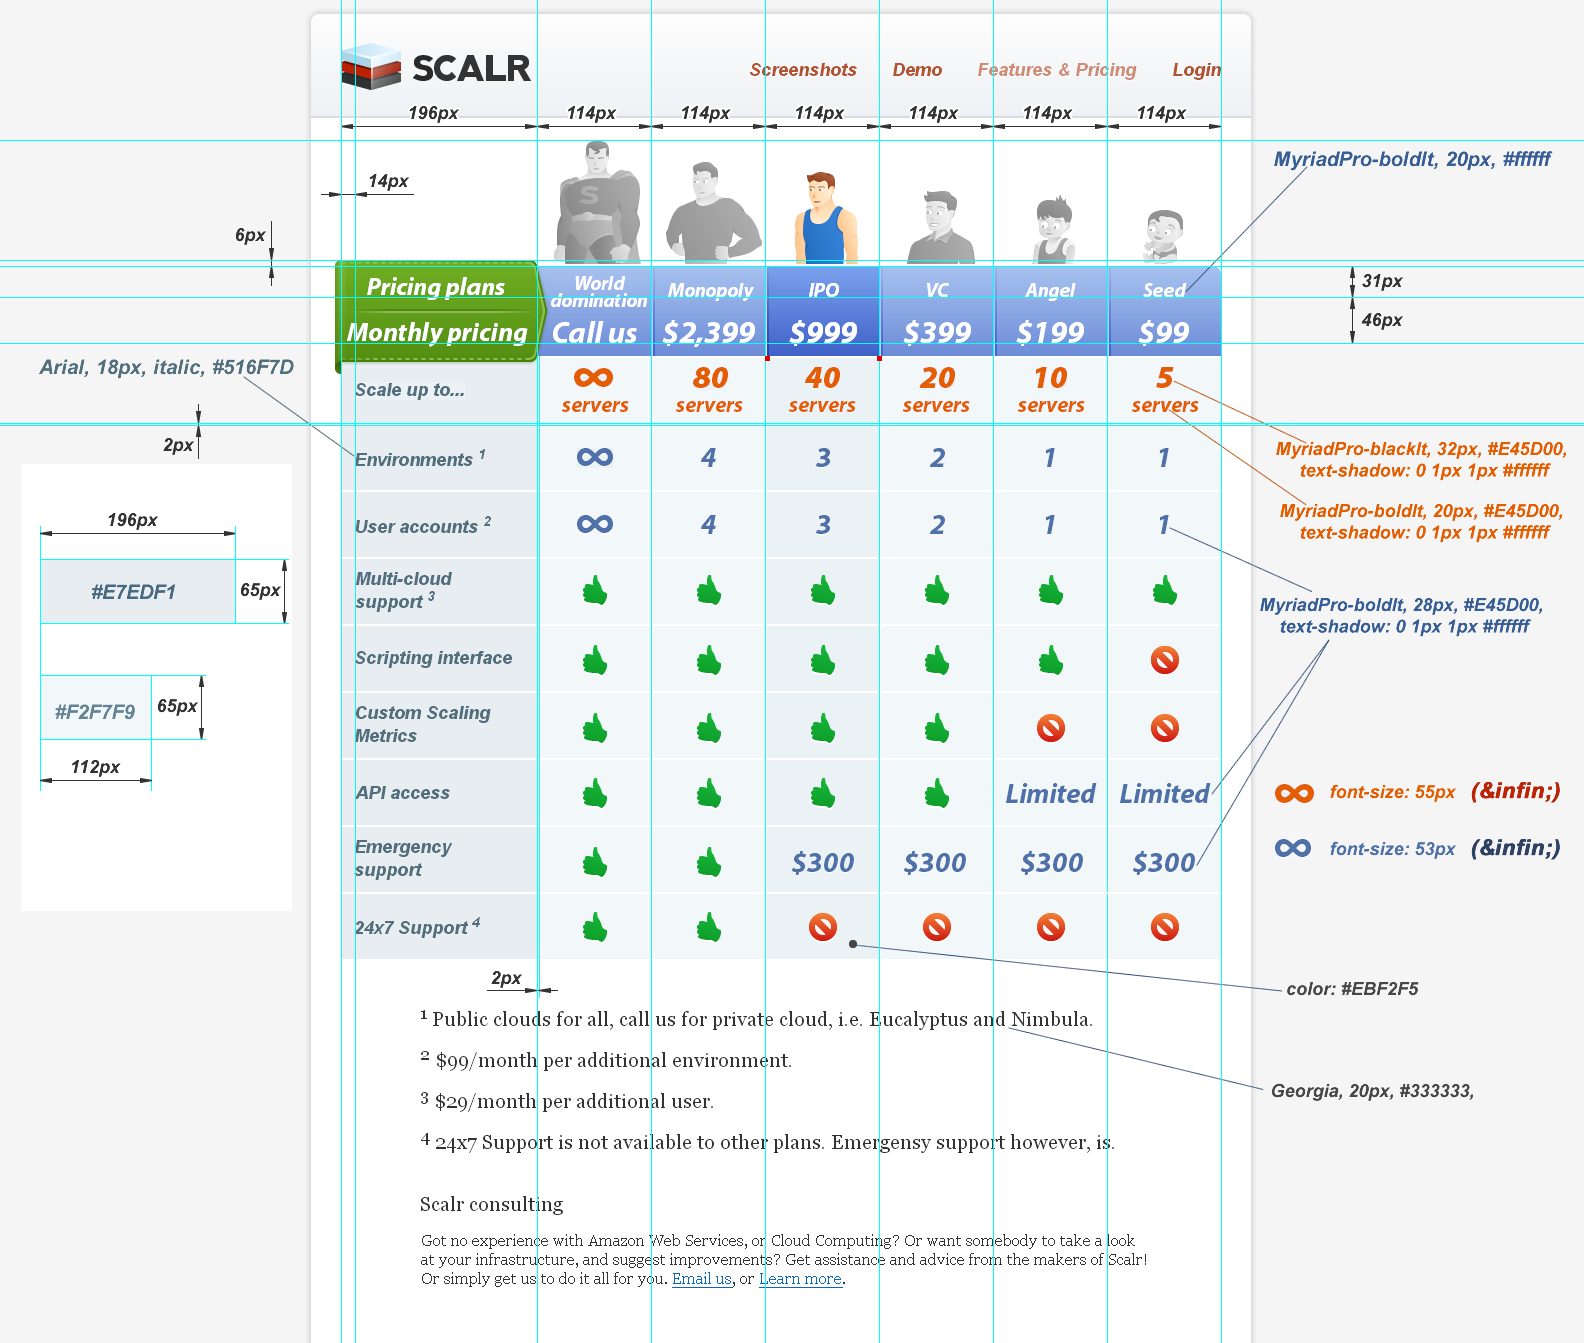 SCALR
Screenshots Demo Features & Pricing Login
196px 114px 114px 114px 114px 114px 114px
MyriadPro-boldIt, 20px, #ffffff
14px
S
6px
Pricing plans World domination Monopoly IPO VC Angel Seed
31px
Monthly pricing Call us $2,399 $999 $399 $199 $99
46px
Arial, 18px, italic, #516F7D
Scale up to... ∞ servers 80 servers 40 servers 20 servers 10 servers 5 servers
2px
Environments 1 ∞ 4 3 2 1 1
MyriadPro-blackIt, 32px, #E45D00,
text-shadow: 0 1px 1px #ffffff
MyriadPro-boldIt, 20px, #E45D00,
text-shadow: 0 1px 1px #ffffff
User accounts 2 ∞ 4 3 2 1 1
196px
#E7EDF1 65px
Multi-cloud
support 3
MyriadPro-boldIt, 28px, #E45D00,
text-shadow: 0 1px 1px #ffffff
Scripting interface
#F2F7F9 65px
112px
Custom Scaling
Metrics
API access Limited Limited
∞ font-size: 55px (&infin;)
Emergency
support $300 $300 $300 $300
∞ font-size: 53px (&infin;)
24x7 Support 4
2px
color: #EBF2F5
1 Public clouds for all, call us for private cloud, i.e. Eucalyptus and Nimbula.
2 $99/month per additional environment.
3 $29/month per additional user.
Georgia, 20px, #333333,
4 24x7 Support is not available to other plans. Emergensy support however, is.
Scalr consulting
Got no experience with Amazon Web Services, or Cloud Computing? Or want somebody to take a look
at your infrastructure, and suggest improvements? Get assistance and advice from the makers of Scalr!
Or simply get us to do it all for you. Email us, or Learn more.